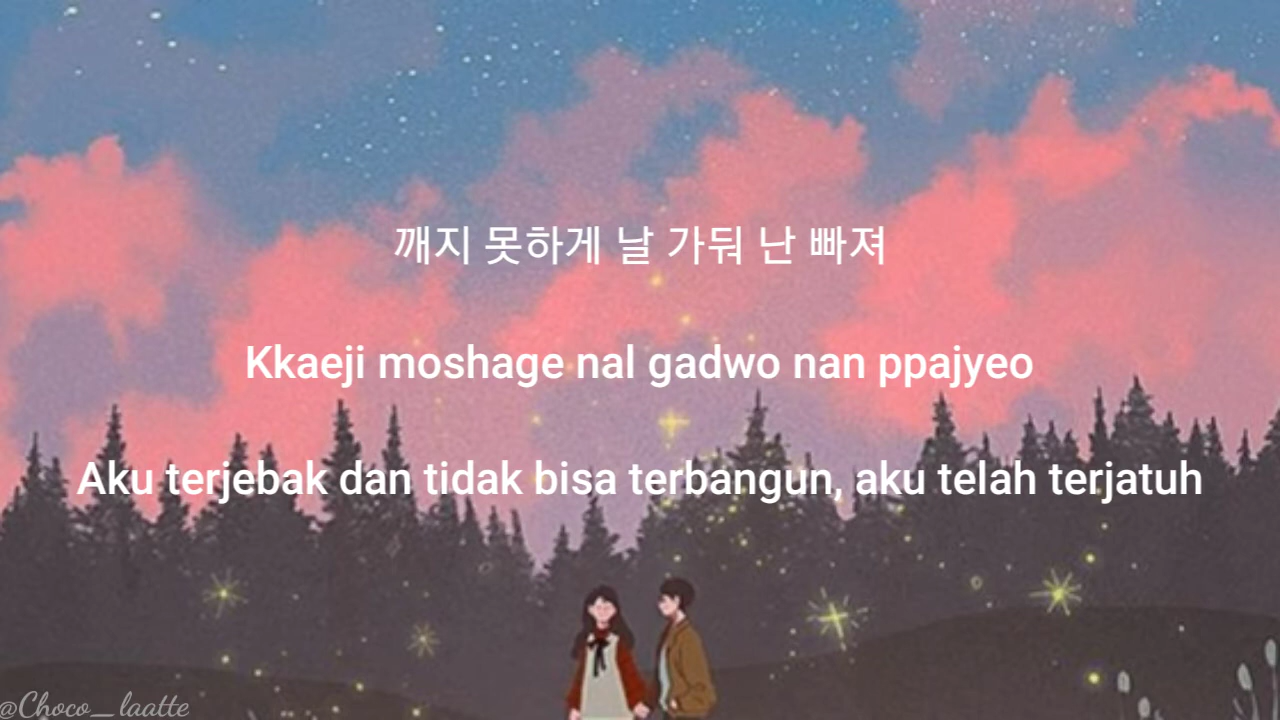 깨지 못하게 날 가둬 난 빠져
Kkaeji moshage nal gadwo nan ppajyeo
Aku terjebak dan tidak bisa terbangun, aku telah terjatuh
@Choco_laatte